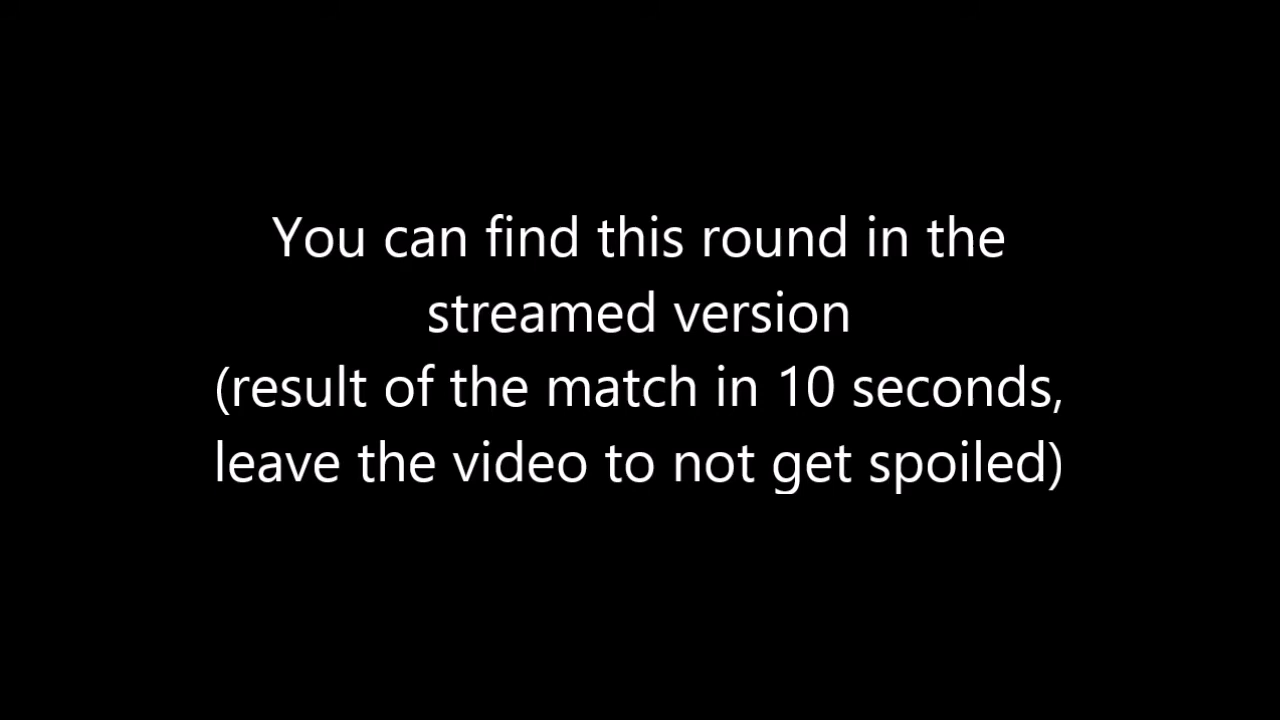 You can find this round in the
streamed version
(result of the match in 10 seconds,
leave the video to not get spoiled)